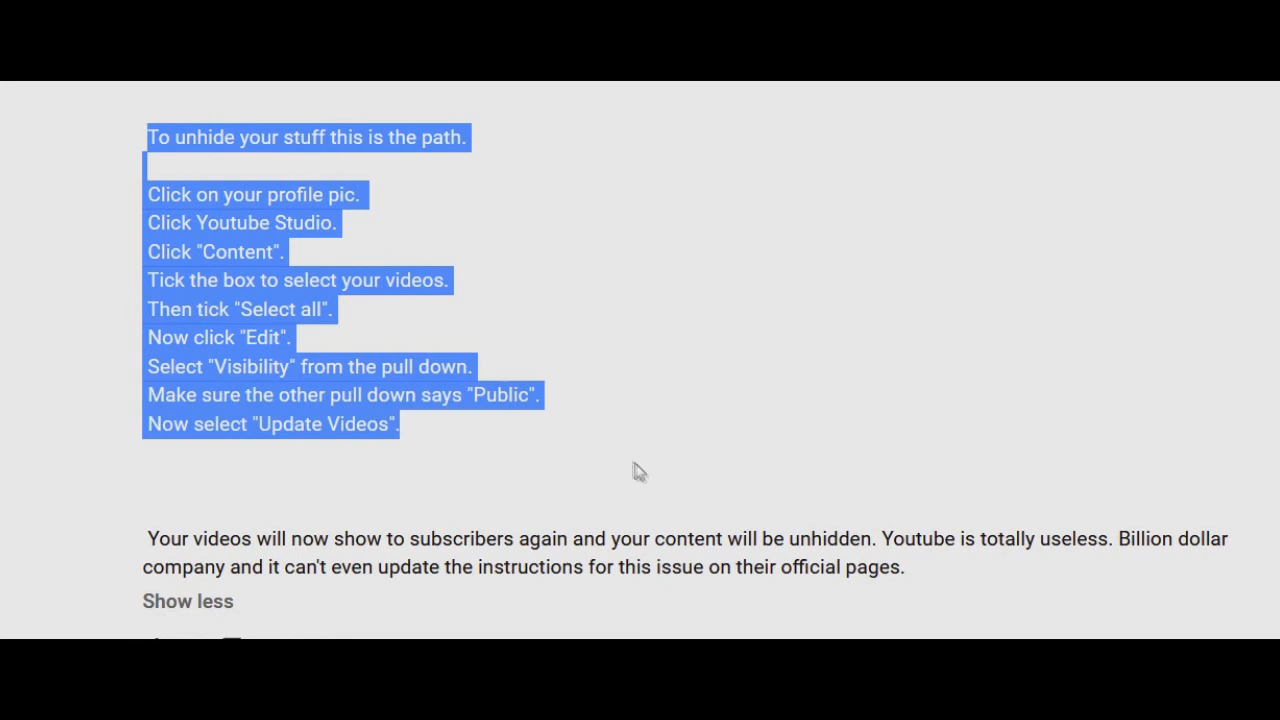 To unhide your stuff this is the path.
Click on your profile pic.
Click Youtube Studio.
Click "Content".
Tick the box to select your videos.
Then tick "Select all".
Now click "Edit".
Select "Visibility" from the pull down.
Make sure the other pull down says "Public".
Now select "Update Videos".
Your videos will now show to subscribers again and your content will be unhidden. Youtube is totally useless. Billion dollar
company and it can't even update the instructions for this issue on their official pages.
Show less